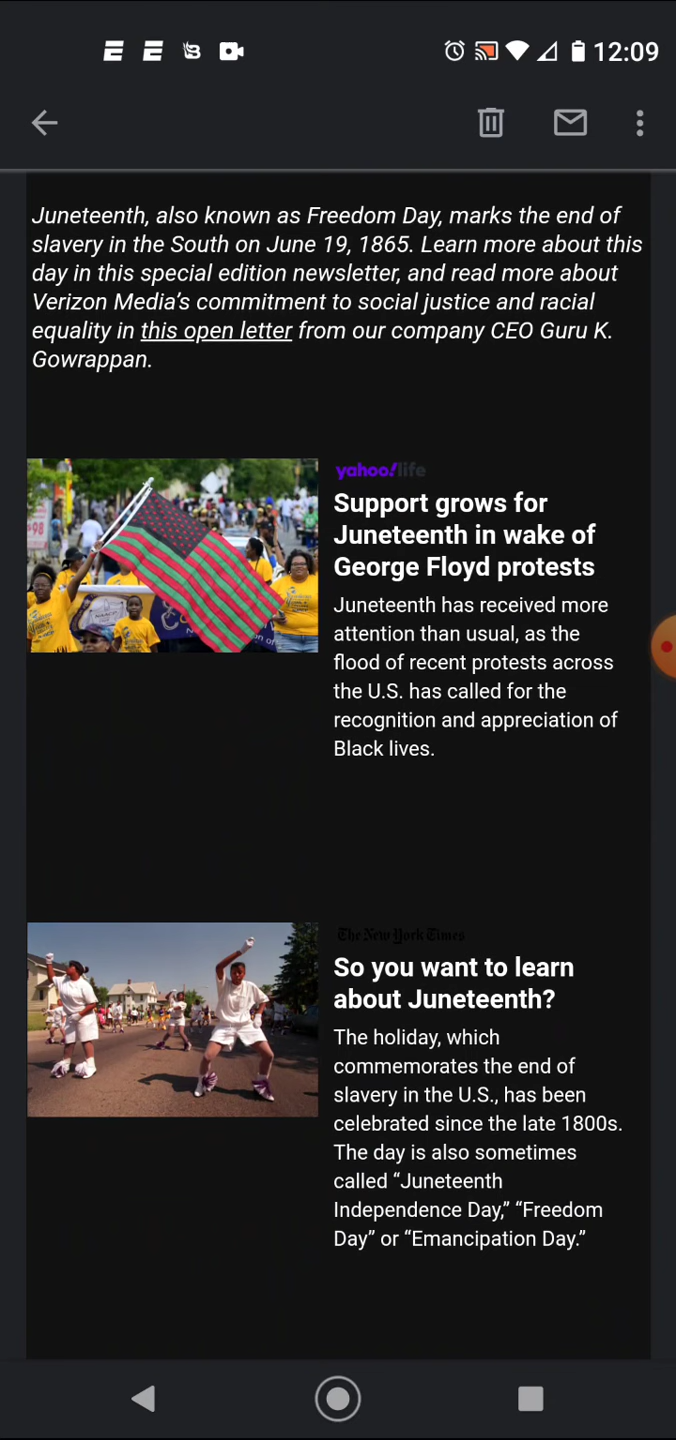 12:09
Juneteenth, also known as Freedom Day, marks the end of
slavery in the South on June 19, 1865. Learn more about this
day in this special edition newsletter, and read more about
Verizon Media’s commitment to social justice and racial
equality in this open letter from our company CEO Guru K.
Gowrappan.
yahoo!life
Support grows for
Juneteenth in wake of
George Floyd protests
Juneteenth has received more
attention than usual, as the
flood of recent protests across
the U.S. has called for the
recognition and appreciation of
Black lives.
The New York Times
So you want to learn
about Juneteenth?
The holiday, which
commemorates the end of
slavery in the U.S., has been
celebrated since the late 1800s.
The day is also sometimes
called “Juneteenth
Independence Day,” “Freedom
Day” or “Emancipation Day.”